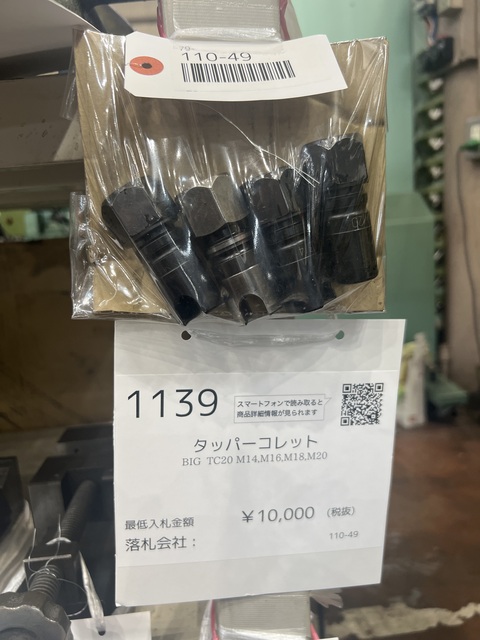 110-49
1139
スマートフォンで読み取ると
商品詳細情報が見られます
タッパーコレット
BIG TC20 M14,M16,M18,M20
最低入札金額 ￥10,000 (税抜)
落札会社：
110-49